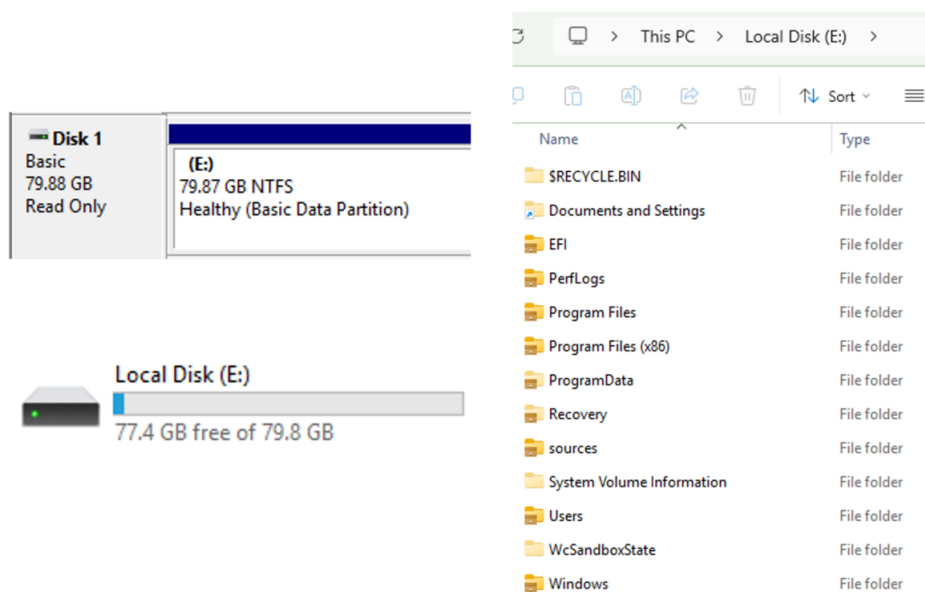 Disk 1
Basic
79.88 GB
Read Only
(E:)
79.87 GB NTFS
Healthy (Basic Data Partition)
Local Disk (E:)
77.4 GB free of 79.8 GB
This PC > Local Disk (E:) >
Sort
Name Type
$RECYCLE.BIN File folder
Documents and Settings File folder
EFI File folder
PerfLogs File folder
Program Files File folder
Program Files (x86) File folder
ProgramData File folder
Recovery File folder
sources File folder
System Volume Information File folder
Users File folder
WcSandboxState File folder
Windows File folder